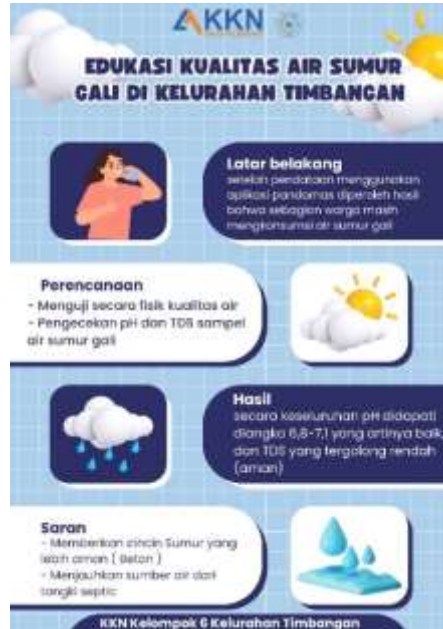 KKN
EDUKASI KUALITAS AIR SUMUR
GALI DI KELURAHAN TIMBANGAN
Latar belakang
setelah pendataan menggunakan
aplikasi pandamas diperoleh hasil
bahwa sebagian warga masih
mengkonsumsi air sumur gali
Perencanaan
- Menguji secara fisik kualitas air
- Pengecekan pH dan TDS sampel
air sumur gali
Hasil
secara keseluruhan pH didapati
diangka 6,8-7,1 yang artinya baik,
dan TDS yang tergolong rendah
(aman)
Saran
- Memberikan cincin Sumur yang
lebih aman ( Beton )
- Menjauhkan sumber air dari
tangki septic
KKN Kelompok 6 Kelurahan Timbangan